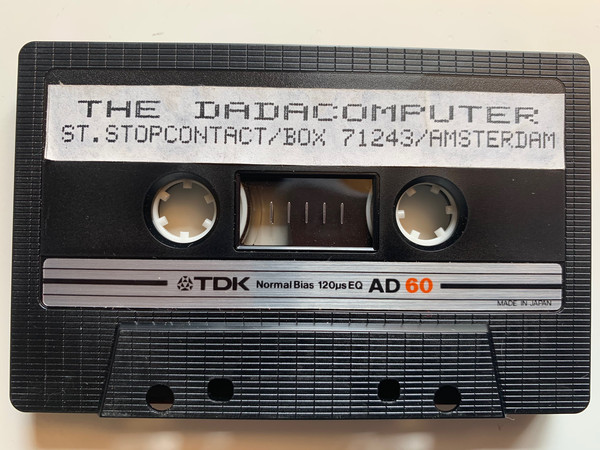 THE DADACOMPUTER
ST.STOPCONTACT/BOX 71243/AMSTERDAM
TDK Normal Bias 120µs EQ AD 60
MADE IN JAPAN